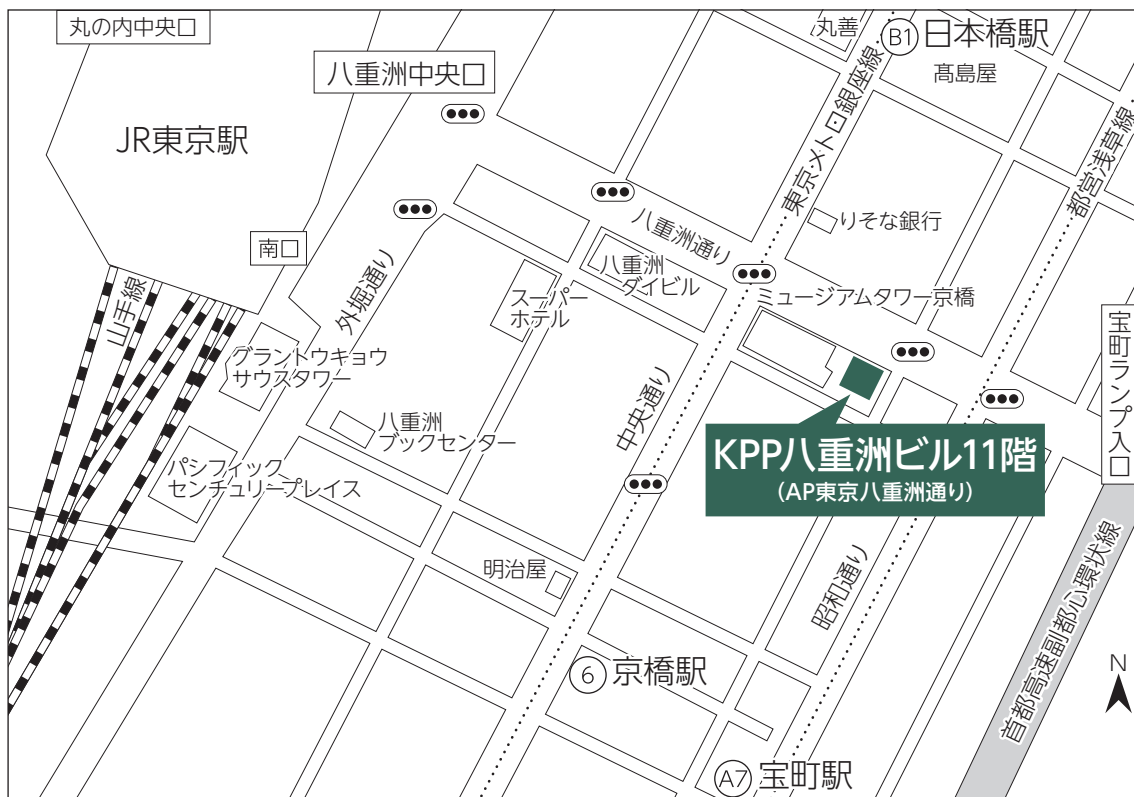 丸の内中央口
八重洲中央口
丸善
B1 日本橋駅
髙島屋
JR東京駅
東京メトロ銀座線
都営浅草線
八重洲通り
りそな銀行
南口
外堀通り
八重洲
ダイビル
山手線
スーパー
ホテル
ミュージアムタワー京橋
宝町ランプ入口
グラントウキョウ
サウスタワー
中央通り
八重洲
ブックセンター
KPP八重洲ビル11階
(AP東京八重洲通り)
パシフィック
センチュリープレイス
明治屋
昭和通り
首都高速副都心環状線
N
6 京橋駅
A7 宝町駅